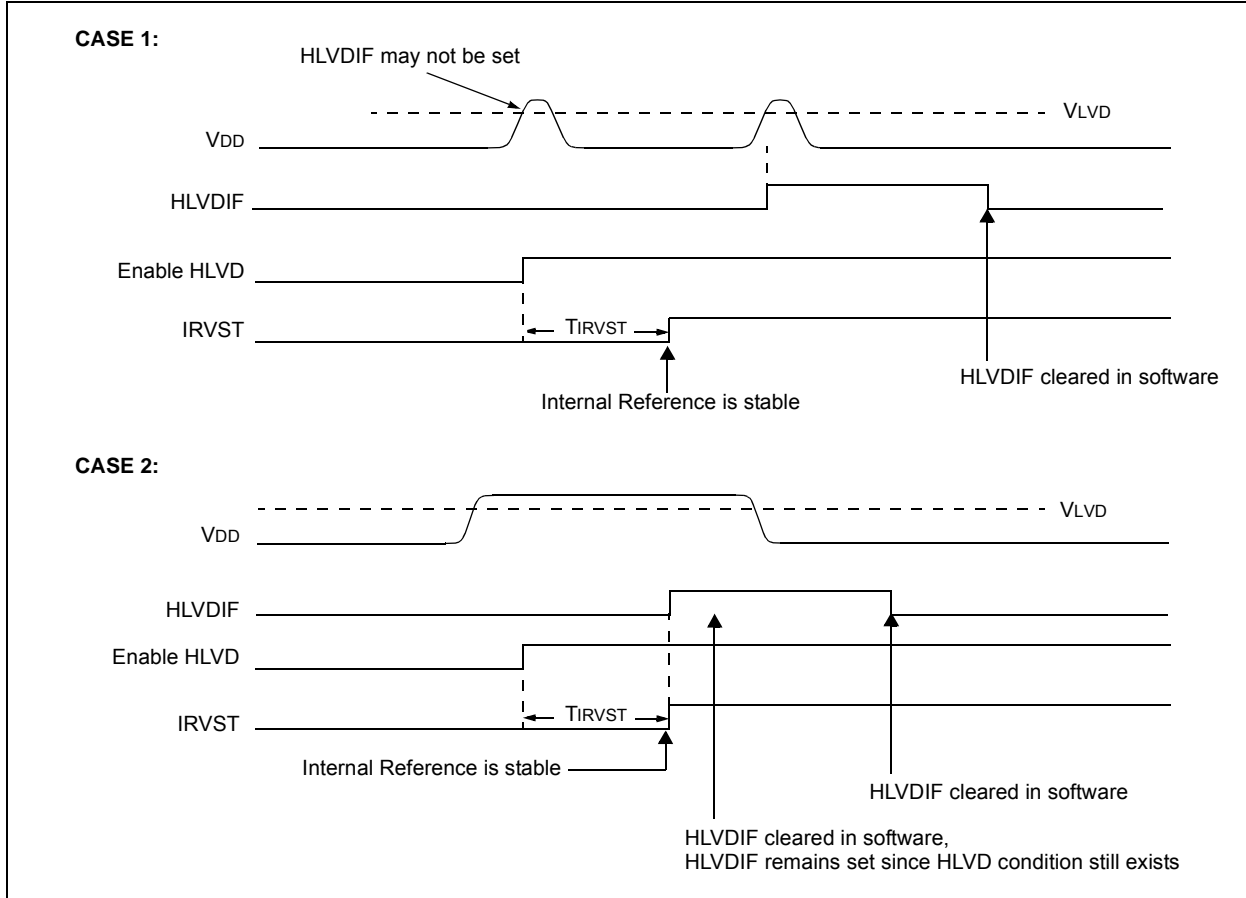 CASE 1:
HLVDIF may not be set
VLVD
VDD
HLVDIF
Enable HLVD
TIRVST
IRVST
HLVDIF cleared in software
Internal Reference is stable
CASE 2:
VLVD
VDD
HLVDIF
Enable HLVD
TIRVST
IRVST
Internal Reference is stable
HLVDIF cleared in software
HLVDIF cleared in software,
HLVDIF remains set since HLVD condition still exists